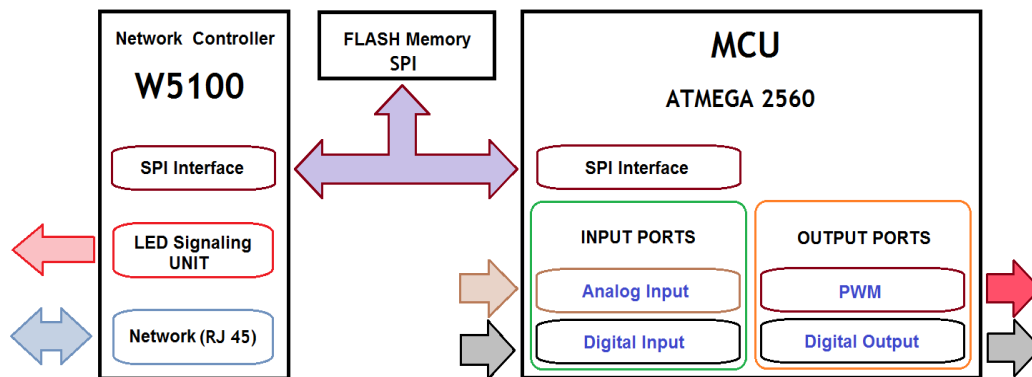 Network Controller
W5100
SPI Interface
LED Signaling
UNIT
Network (RJ 45)
FLASH Memory
SPI
MCU
ATMEGA 2560
SPI Interface
INPUT PORTS
Analog Input
Digital Input
OUTPUT PORTS
PWM
Digital Output